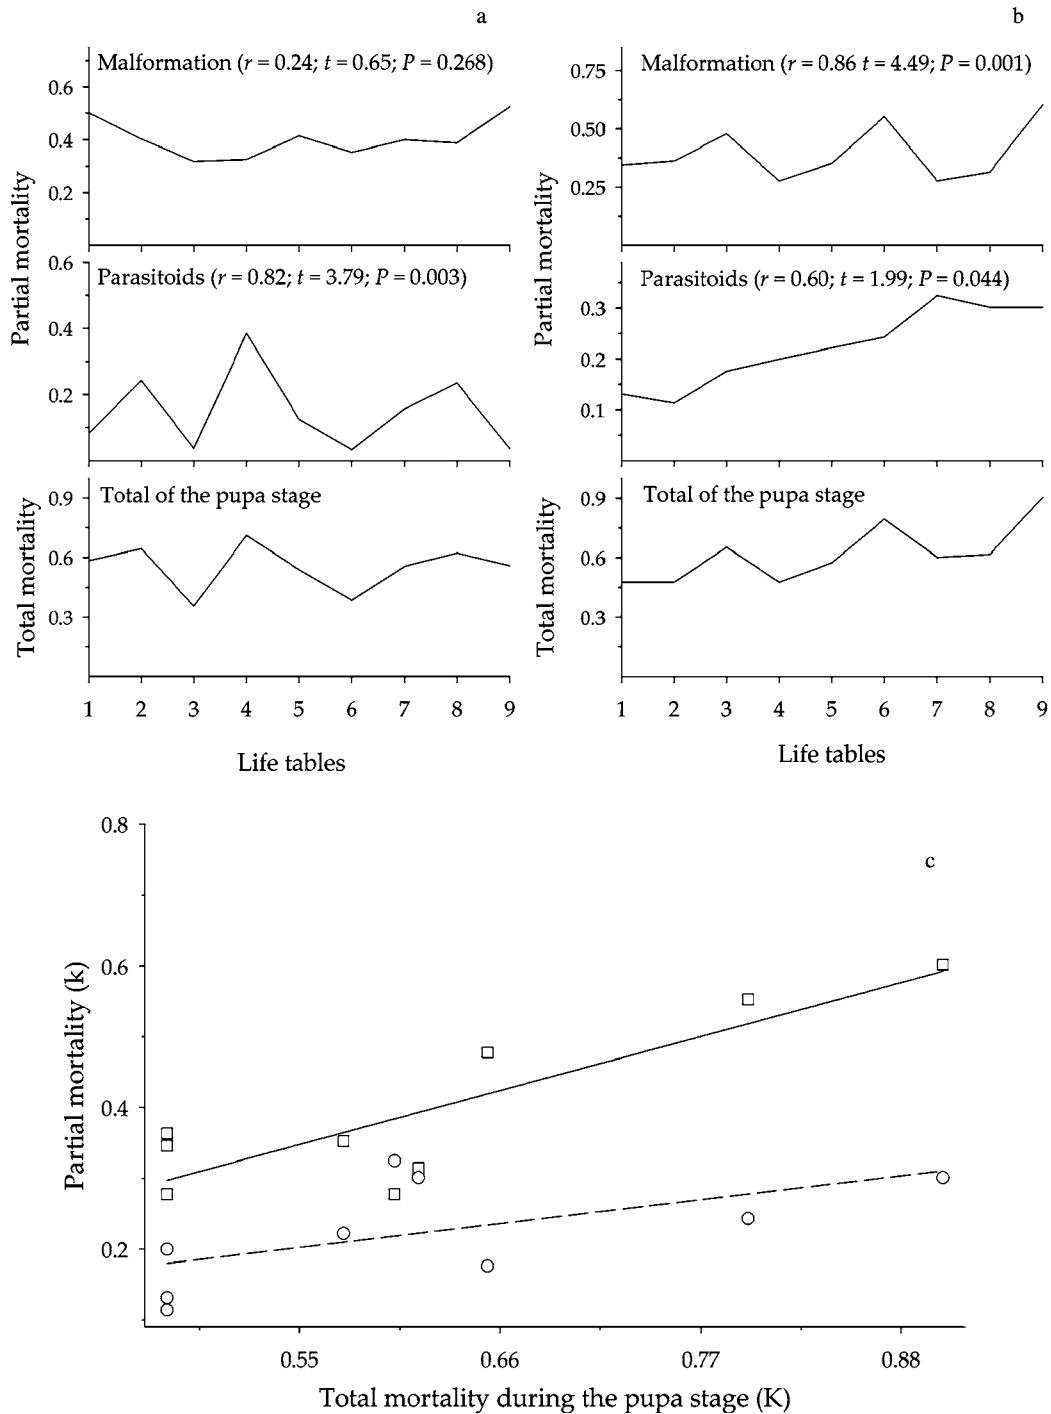 a
Malformation (r = 0.24; t = 0.65; P = 0.268)
0.6
0.4
0.2
Partial mortality
0.6
Parasitoids (r = 0.82; t = 3.79; P = 0.003)
0.4
0.2
0.9
Total of the pupa stage
0.6
0.3
Total mortality
1 2 3 4 5 6 7 8 9
Life tables
b
Malformation (r = 0.86 t = 4.49; P = 0.001)
0.75
0.50
0.25
Partial mortality
Parasitoids (r = 0.60; t = 1.99; P = 0.044)
0.3
0.2
0.1
0.9
Total of the pupa stage
0.6
0.3
Total mortality
1 2 3 4 5 6 7 8 9
Life tables
c
0.8
0.6
0.4
0.2
Partial mortality (k)
0.55 0.66 0.77 0.88
Total mortality during the pupa stage (K)